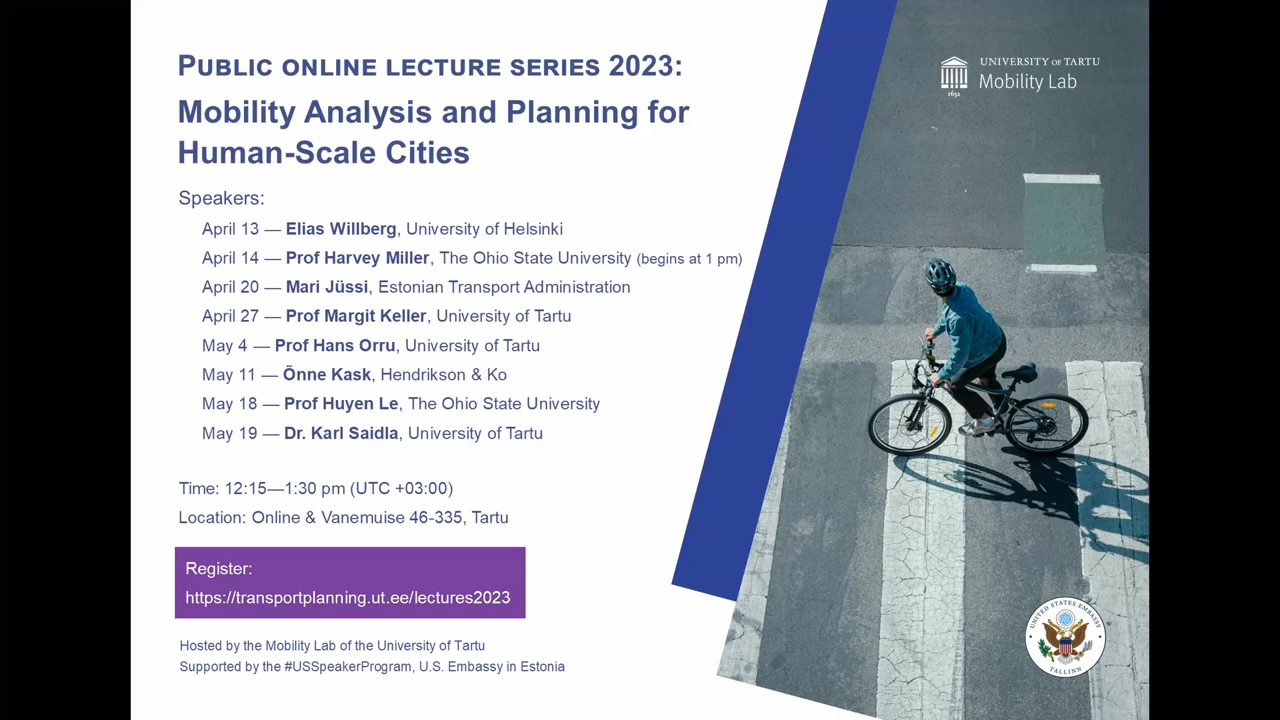 PUBLIC ONLINE LECTURE SERIES 2023:
Mobility Analysis and Planning for
Human-Scale Cities
Speakers:
April 13 — Elias Willberg, University of Helsinki
April 14 — Prof Harvey Miller, The Ohio State University (begins at 1 pm)
April 20 — Mari Jüssi, Estonian Transport Administration
April 27 — Prof Margit Keller, University of Tartu
May 4 — Prof Hans Orru, University of Tartu
May 11 — Õnne Kask, Hendrikson & Ko
May 18 — Prof Huyen Le, The Ohio State University
May 19 — Dr. Karl Saidla, University of Tartu
Time: 12:15—1:30 pm (UTC +03:00)
Location: Online & Vanemuise 46-335, Tartu
Register:
https://transportplanning.ut.ee/lectures2023
Hosted by the Mobility Lab of the University of Tartu
Supported by the #USSpeakerProgram, U.S. Embassy in Estonia
UNIVERSITY OF TARTU
Mobility Lab
1632
UNITED STATES EMBASSY
TALLINN